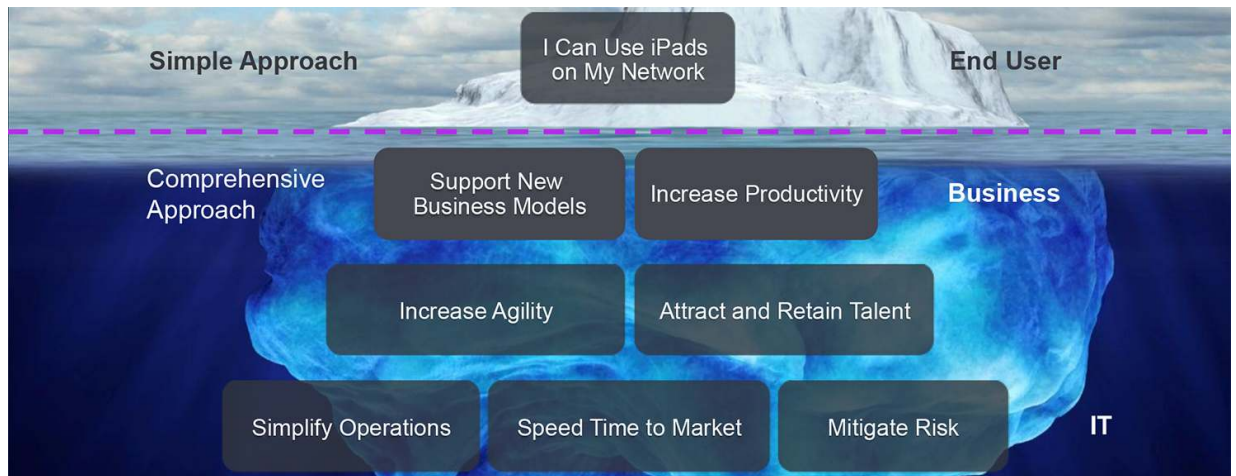 Simple Approach
I Can Use iPads
on My Network
End User
Comprehensive
Approach
Support New
Business Models
Increase Productivity
Business
Increase Agility
Attract and Retain Talent
Simplify Operations
Speed Time to Market
Mitigate Risk
IT